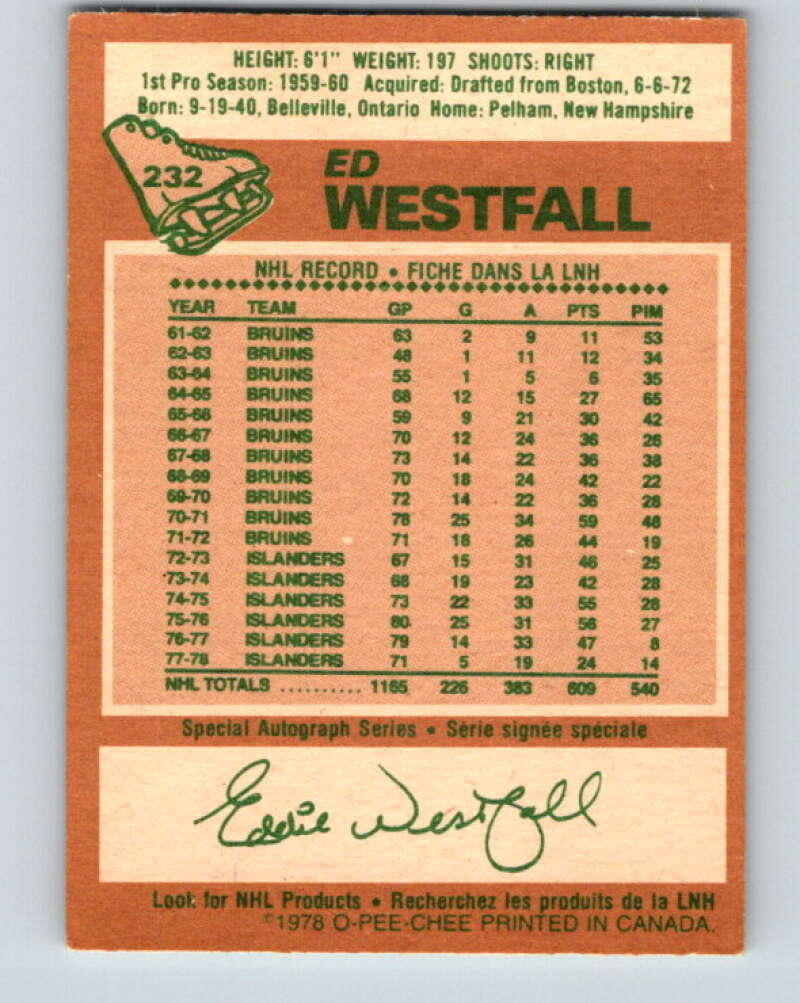 HEIGHT: 6'1" WEIGHT: 197 SHOOTS: RIGHT
1st Pro Season: 1959-60 Acquired: Drafted from Boston, 6-6-72
Born: 9-19-40, Belleville, Ontario Home: Pelham, New Hampshire
232
ED
WESTFALL
NHL RECORD • FICHE DANS LA LNH
YEAR TEAM GP G A PTS PIM
61-62 BRUINS 63 2 9 11 53
62-63 BRUINS 48 1 11 12 34
63-64 BRUINS 55 1 5 6 35
64-65 BRUINS 68 12 15 27 65
65-66 BRUINS 59 9 21 30 42
66-67 BRUINS 70 12 24 36 26
67-68 BRUINS 73 14 22 36 38
68-69 BRUINS 70 18 24 42 22
69-70 BRUINS 72 14 22 36 28
70-71 BRUINS 78 25 34 59 48
71-72 BRUINS 71 18 26 44 19
72-73 ISLANDERS 67 15 31 46 25
73-74 ISLANDERS 68 19 23 42 28
74-75 ISLANDERS 73 22 33 55 28
75-76 ISLANDERS 80 25 31 56 27
76-77 ISLANDERS 79 14 33 47 8
77-78 ISLANDERS 71 5 19 24 14
NHL TOTALS .......... 1165 226 383 609 540
Special Autograph Series • Série signée spéciale
Eddie Westfall
Look for NHL Products • Recherchez les produits de la LNH
©1978 O-PEE-CHEE PRINTED IN CANADA.